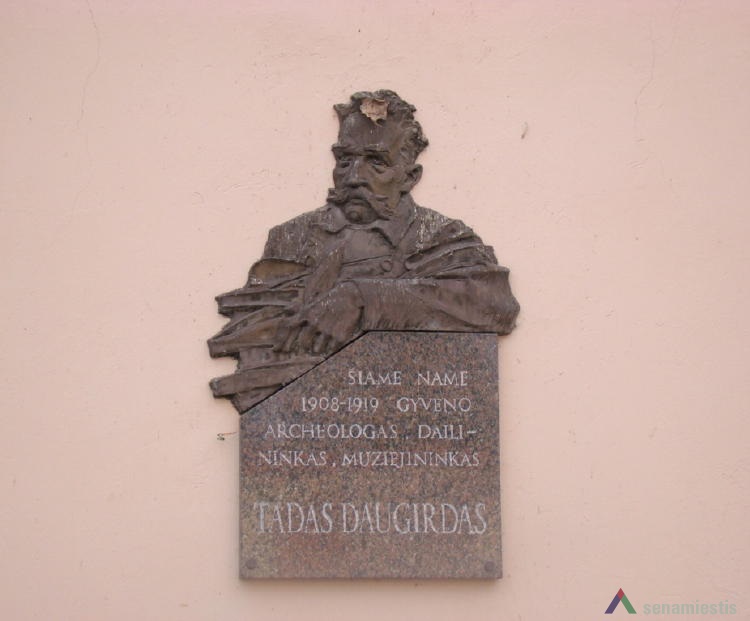 ŠIAME NAME
1908-1919 GYVENO
ARCHEOLOGAS, DAILI-
NINKAS, MUZIEJININKAS
TADAS DAUGIRDAS
senamiestis